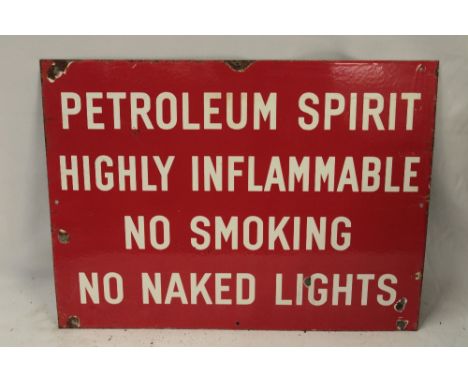 PETROLEUM SPIRIT
HIGHLY INFLAMMABLE
NO SMOKING
NO NAKED LIGHTS